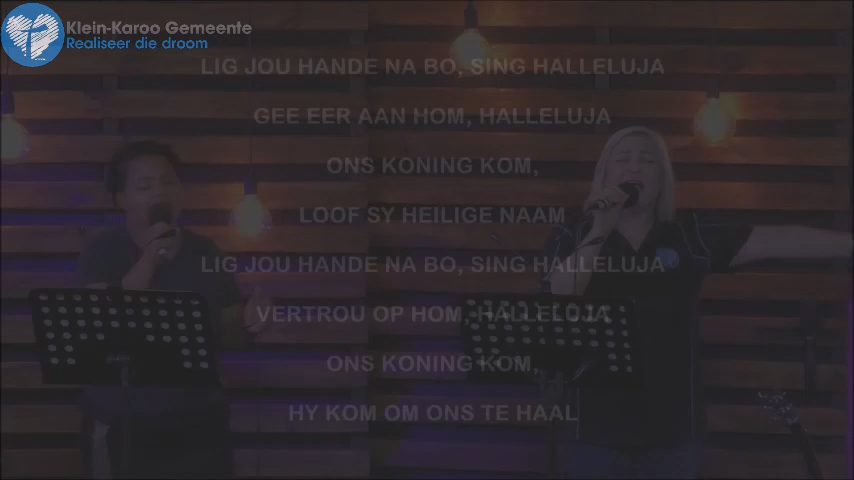 Klein-Karoo Gemeente
Realiseer die droom
LIG JOU HANDE NA BO, SING HALLELUJA
GEE EER AAN HOM, HALLELUJA
ONS KONING KOM,
LOOF SY HEILIGE NAAM
LIG JOU HANDE NA BO, SING HALLELUJA
VERTROU OP HOM, HALLELUJA
ONS KONING KOM,
HY KOM OM ONS TE HAAL